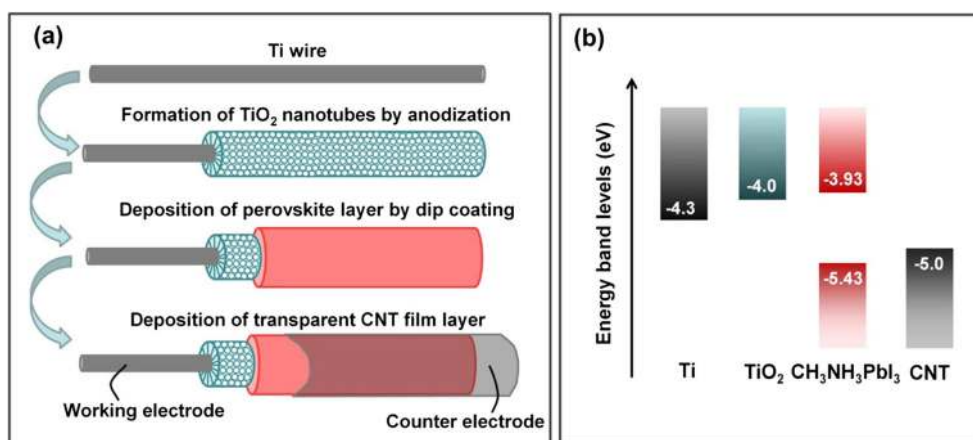 (a)
Ti wire
Formation of TiO₂ nanotubes by anodization
Deposition of perovskite layer by dip coating
Deposition of transparent CNT film layer
Working electrode
Counter electrode
(b)
Energy band levels (eV)
-4.3
-4.0
-3.93
-5.43
-5.0
Ti TiO₂ CH₃NH₃PbI₃ CNT